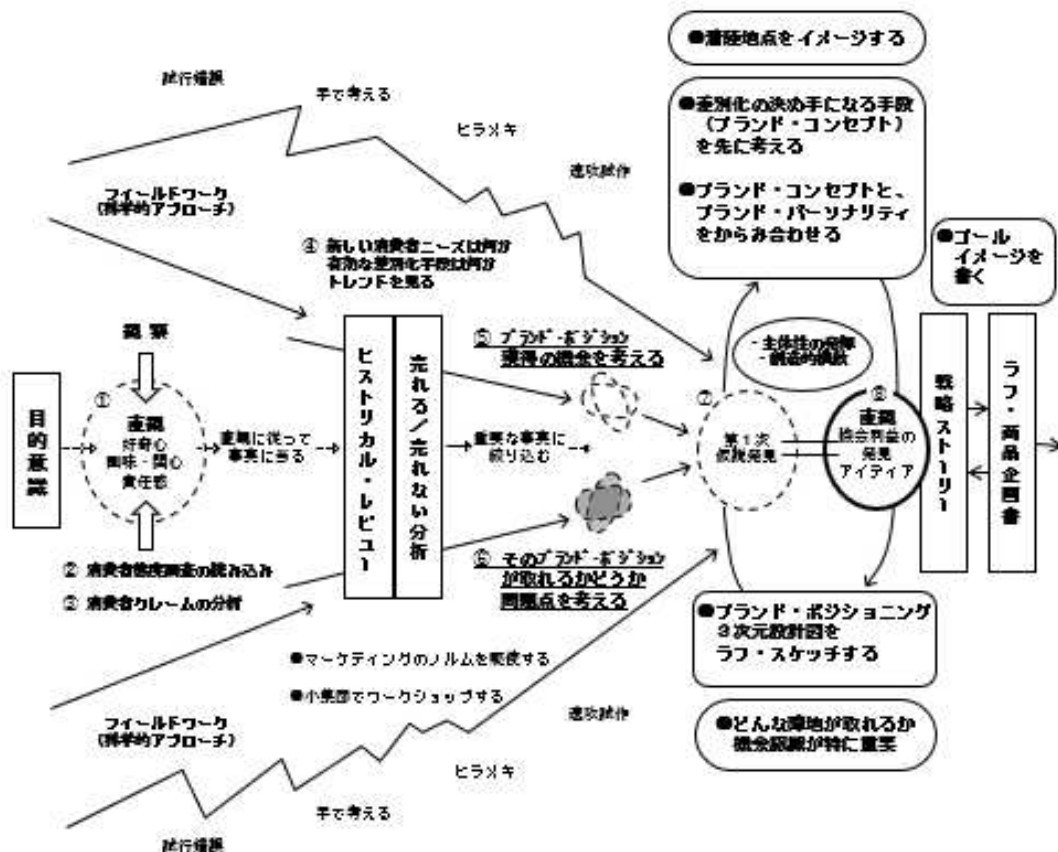 ●着陸地点をイメージする
試行錯誤
手で考える
ヒラメキ
速攻試作
●差別化の決め手になる手段
(ブランド・コンセプト)
を先に考える
●ブランド・コンセプトと、
ブランド・パーソナリティ
をからみ合わせる
●ゴール
イメージを
書く
フィールドワーク
(科学的アプローチ)
④ 新しい消費者ニーズは何か
有効な差別化手段は何か
トレンドを見る
観察
目的意識
①
直観
好奇心
興味・関心
責任感
直観に従って
事実に当る
ヒストリカル・レビュー
売れる/売れない分析
重要な事実に
絞り込む
⑤ ブランド・ポジション
獲得の機会を考える
⑥ そのブランド・ポジション
が取れるかどうか
問題点を考える
② 消費者態度調査の読み込み
③ 消費者クレームの分析
・主体性の発揮
⑦
第1次
仮説発見
⑧
直観
機会利益の
発見
アイディア
戦略ストーリー
ラフ・商品企画書
●ブランド・ポジショニング
3次元設計図を
ラフ・スケッチする
●どんな陣地が取れるか
機会認識が特に重要
●マーケティングのノルムを駆使する
●小集団でワークショップする
フィールドワーク
(科学的アプローチ)
速攻試作
ヒラメキ
手で考える
試行錯誤